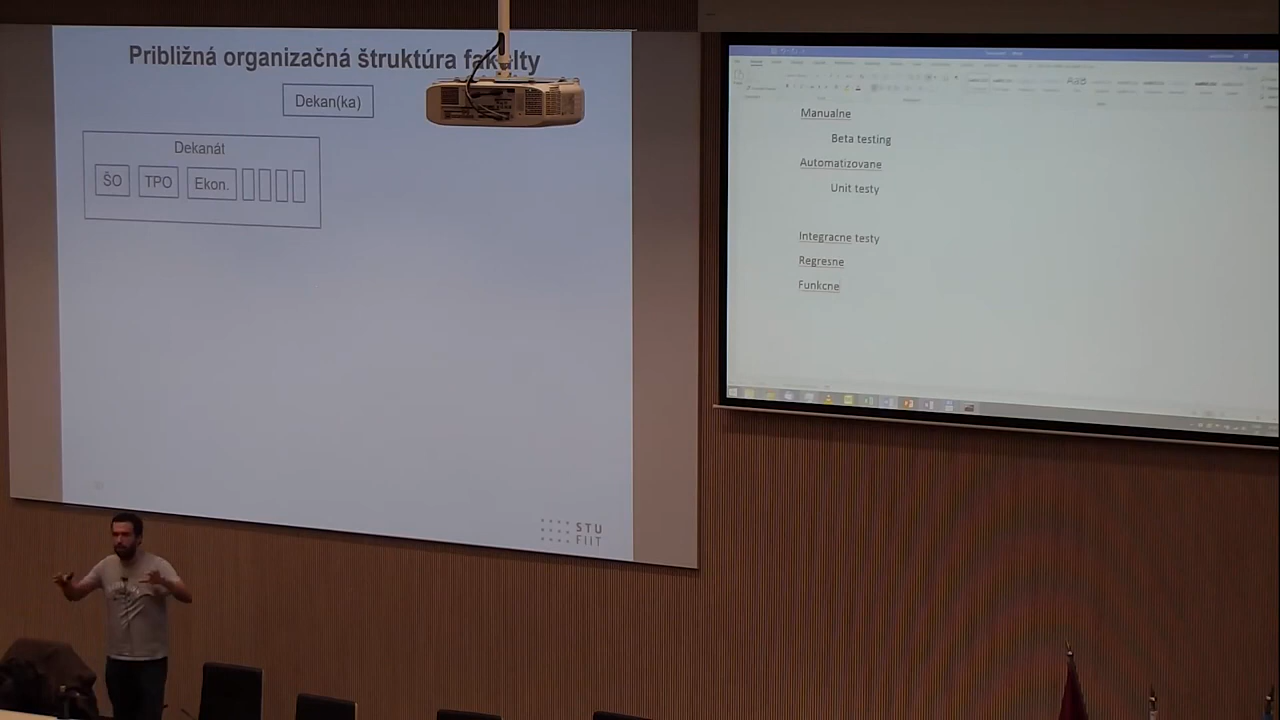 Približná organizačná štruktúra fakulty
Dekan(ka)
Dekanát
ŠO
TPO
Ekon.
STU
FIIT
Manualne
Beta testing
Automatizovane
Unit testy
Integracne testy
Regresne
Funkcne